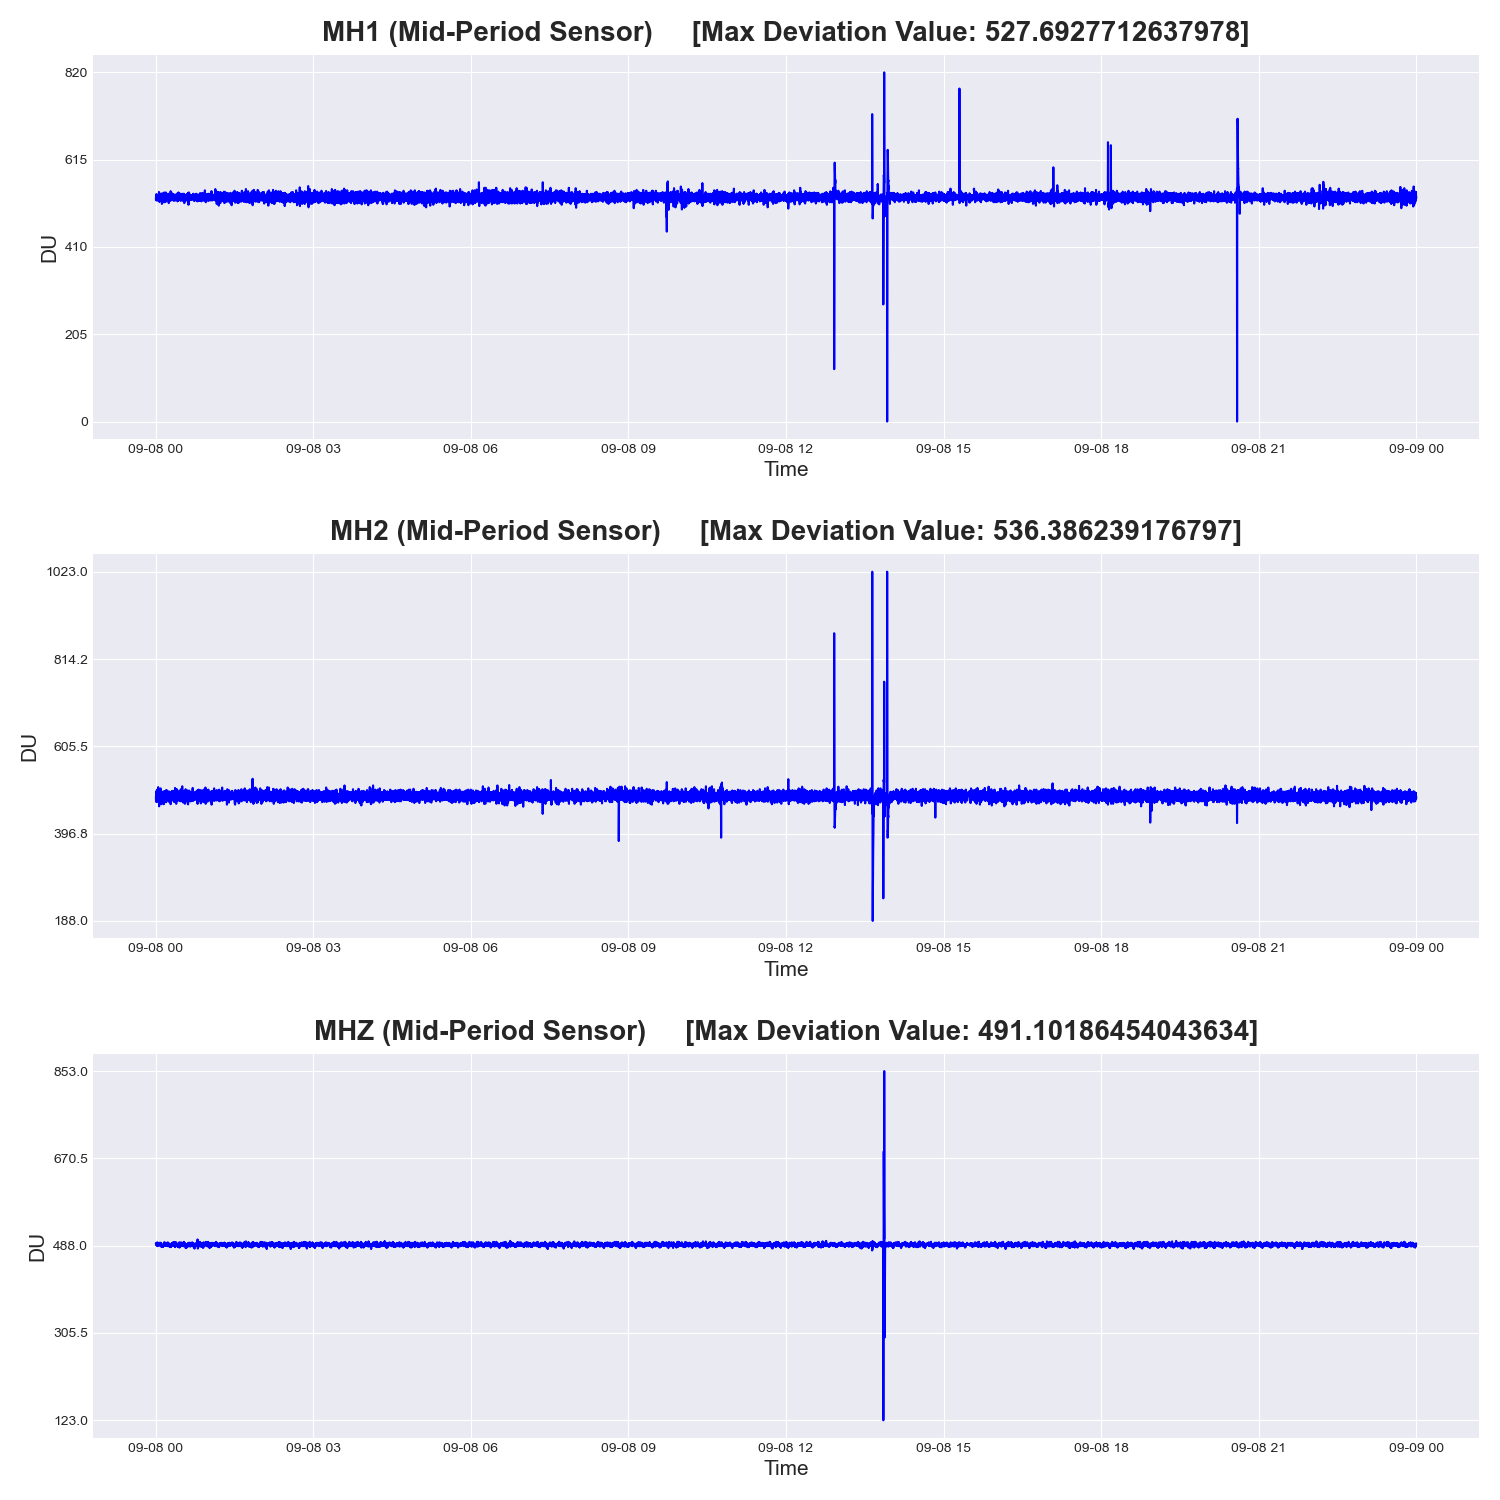 MH1 (Mid-Period Sensor) [Max Deviation Value: 527.6927712637978]
820
615
410
205
0
DU
09-08 00 09-08 03 09-08 06 09-08 09 09-08 12 09-08 15 09-08 18 09-08 21 09-09 00
Time
MH2 (Mid-Period Sensor) [Max Deviation Value: 536.386239176797]
1023.0
814.2
605.5
396.8
188.0
DU
09-08 00 09-08 03 09-08 06 09-08 09 09-08 12 09-08 15 09-08 18 09-08 21 09-09 00
Time
MHZ (Mid-Period Sensor) [Max Deviation Value: 491.10186454043634]
853.0
670.5
488.0
305.5
123.0
DU
09-08 00 09-08 03 09-08 06 09-08 09 09-08 12 09-08 15 09-08 18 09-08 21 09-09 00
Time